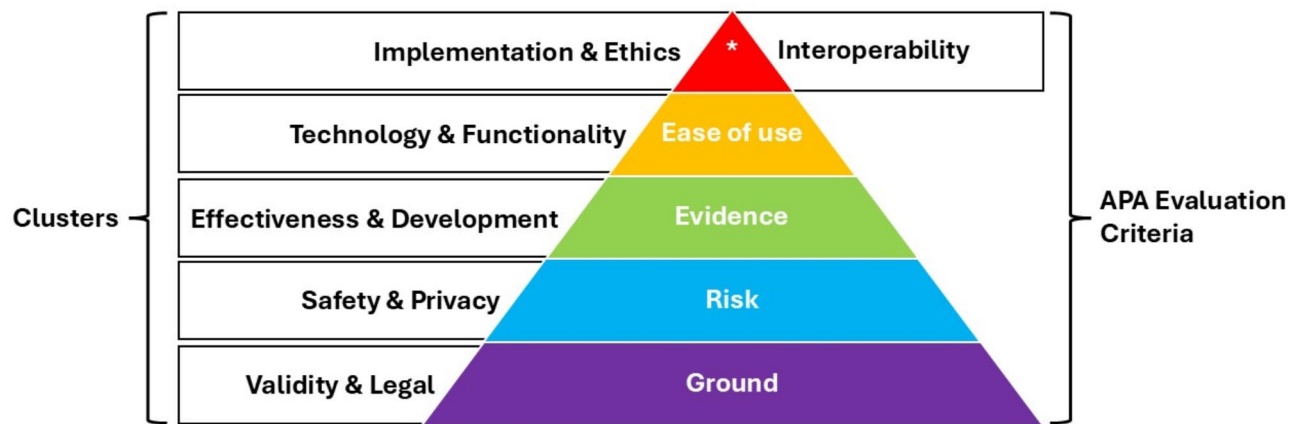 Implementation & Ethics * Interoperability
Technology & Functionality Ease of use
Clusters Effectiveness & Development Evidence APA Evaluation
Criteria
Safety & Privacy Risk
Validity & Legal Ground